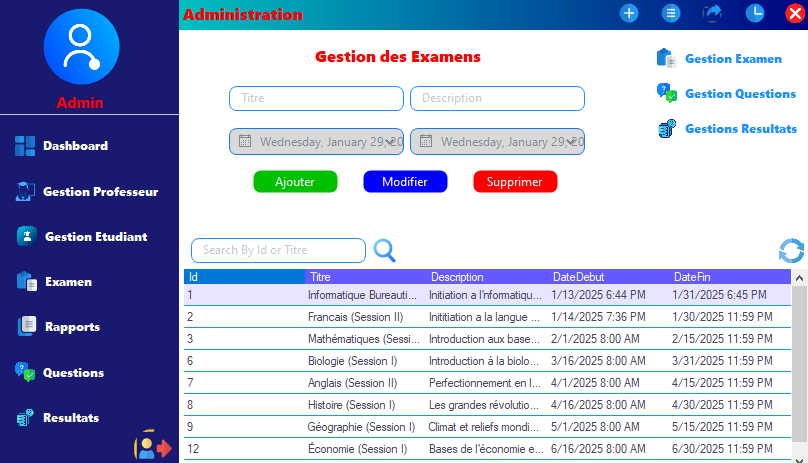 Administration
Admin
Dashboard
Gestion Professeur
Gestion Etudiant
Examen
Rapports
Questions
Resultats
Gestion des Examens
Titre
Description
Wednesday, January 29, 20
Wednesday, January 29, 20
Ajouter
Modifier
Supprimer
Gestion Examen
Gestion Questions
Gestions Resultats
Search By Id or Titre
Id Titre Description DateDebut DateFin
1 Informatique Bureauti... Initiation a l'nformatiqu... 1/13/2025 6:44 PM 1/31/2025 6:45 PM
2 Francais (Session II) Inititiation a la langue ... 1/14/2025 7:36 PM 1/30/2025 11:59 PM
3 Mathématiques (Sessi... Introduction aux base... 2/1/2025 8:00 AM 2/15/2025 11:59 PM
6 Biologie (Session I) Introduction à la biolo... 3/16/2025 8:00 AM 3/31/2025 11:59 PM
7 Anglais (Session II) Perfectionnement en l... 4/1/2025 8:00 AM 4/15/2025 11:59 PM
8 Histoire (Session I) Les grandes révolutio... 4/16/2025 8:00 AM 4/30/2025 11:59 PM
9 Géographie (Session I) Climat et reliefs mondi... 5/1/2025 8:00 AM 5/15/2025 11:59 PM
12 Économie (Session I) Bases de l'économie e... 6/16/2025 8:00 AM 6/30/2025 11:59 PM